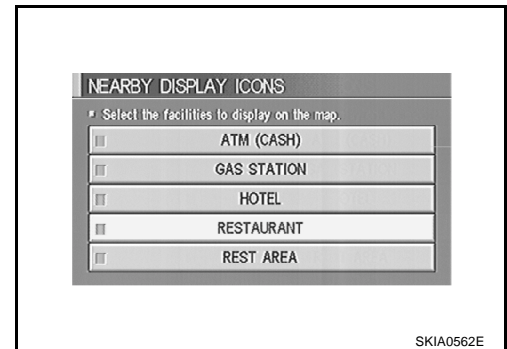 NEARBY DISPLAY ICONS
Select the facilities to display on the map.
ATM (CASH)
GAS STATION
HOTEL
RESTAURANT
REST AREA
SKIA0562E